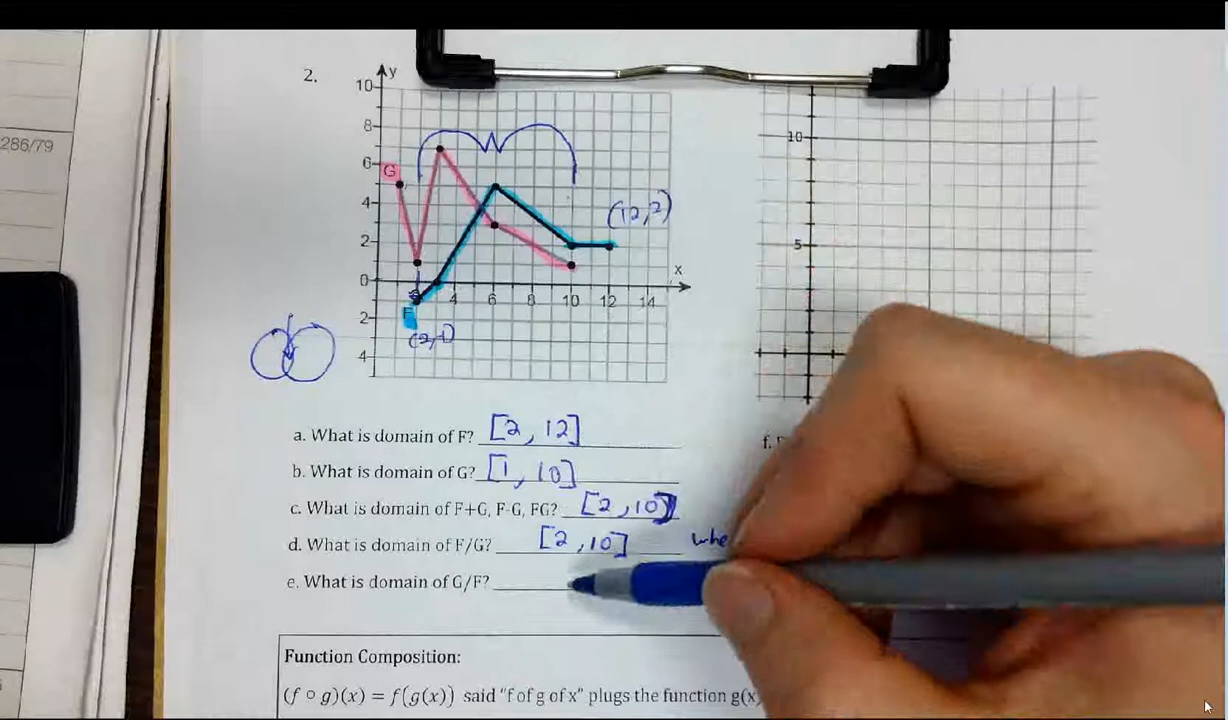 286/79
2.
y
10
8
6
4
2
0
2
4
G
F
4 6 8 10 12 14
x
(12,2)
(2,-1)
10
5
a. What is domain of F? [2, 12]
b. What is domain of G? [1, 10]
c. What is domain of F+G, F-G, FG? [2, 10]
d. What is domain of F/G? [2, 10] whe
e. What is domain of G/F?
f.
Function Composition:
(f ∘ g)(x) = f(g(x)) said "f of g of x" plugs the function g(x)